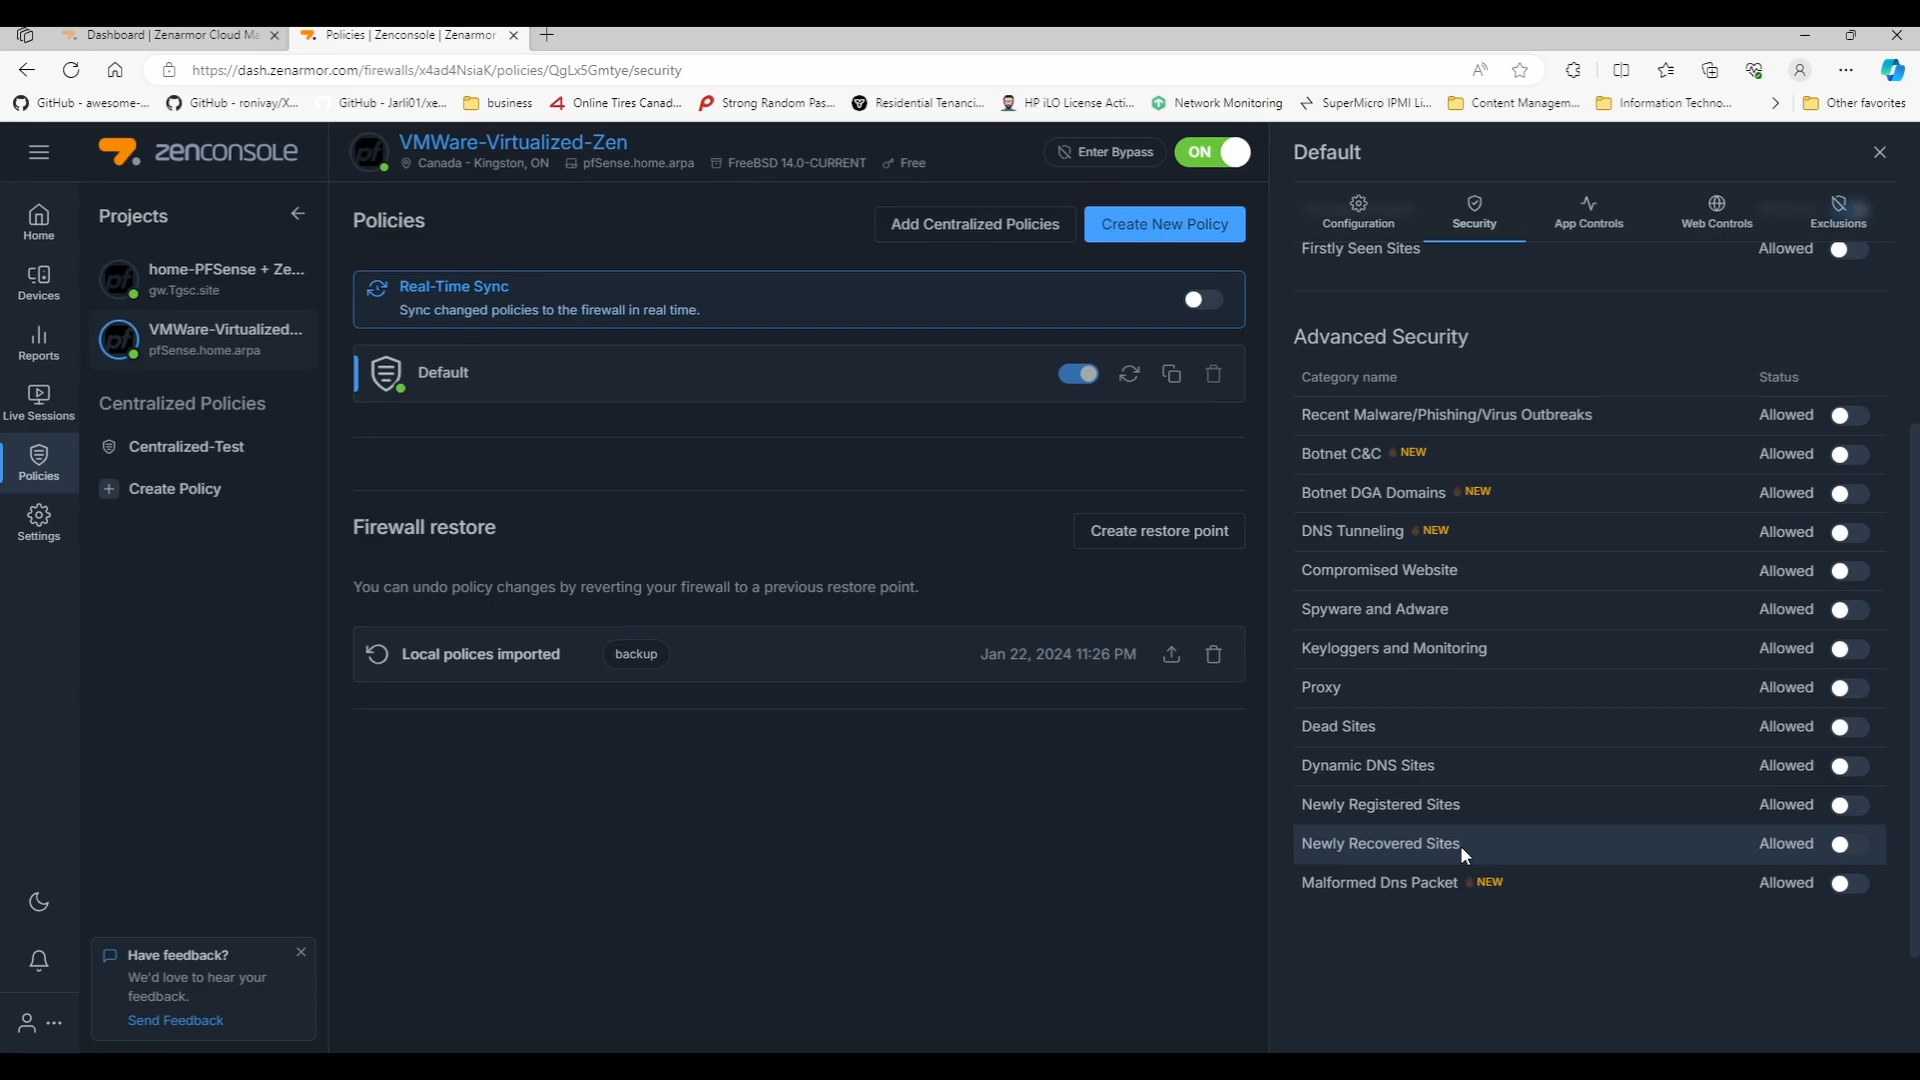 Dashboard | Zenarmor Cloud Ma
Policies | Zenconsole | Zenarmor
https://dash.zenarmor.com/firewalls/x4ad4NsiaK/policies/QgLx5Gmtye/security
GitHub - awesome-...
GitHub - ronivay/X...
GitHub - Jarli01/xe...
business
Online Tires Canad...
Strong Random Pas...
Residential Tenanci...
HP iLO License Acti...
Network Monitoring
SuperMicro IPMI Li...
Content Managem...
Information Techno...
Other favorites
zenconsole
VMWare-Virtualized-Zen
Canada - Kingston, ON pfSense.home.arpa FreeBSD 14.0-CURRENT Free
Enter Bypass
ON
Default
Home
Devices
Reports
Live Sessions
Policies
Settings
Projects
home-PFSense + Ze...
gw.Tgsc.site
VMWare-Virtualized...
pfSense.home.arpa
Centralized Policies
Centralized-Test
Create Policy
Have feedback?
We'd love to hear your
feedback.
Send Feedback
Policies
Add Centralized Policies
Create New Policy
Real-Time Sync
Sync changed policies to the firewall in real time.
Default
Firewall restore
Create restore point
You can undo policy changes by reverting your firewall to a previous restore point.
Local polices imported backup Jan 22, 2024 11:26 PM
Configuration
Security
App Controls
Web Controls
Exclusions
Firstly Seen Sites Allowed
Advanced Security
Category name Status
Recent Malware/Phishing/Virus Outbreaks Allowed
Botnet C&C NEW Allowed
Botnet DGA Domains NEW Allowed
DNS Tunneling NEW Allowed
Compromised Website Allowed
Spyware and Adware Allowed
Keyloggers and Monitoring Allowed
Proxy Allowed
Dead Sites Allowed
Dynamic DNS Sites Allowed
Newly Registered Sites Allowed
Newly Recovered Sites Allowed
Malformed Dns Packet NEW Allowed